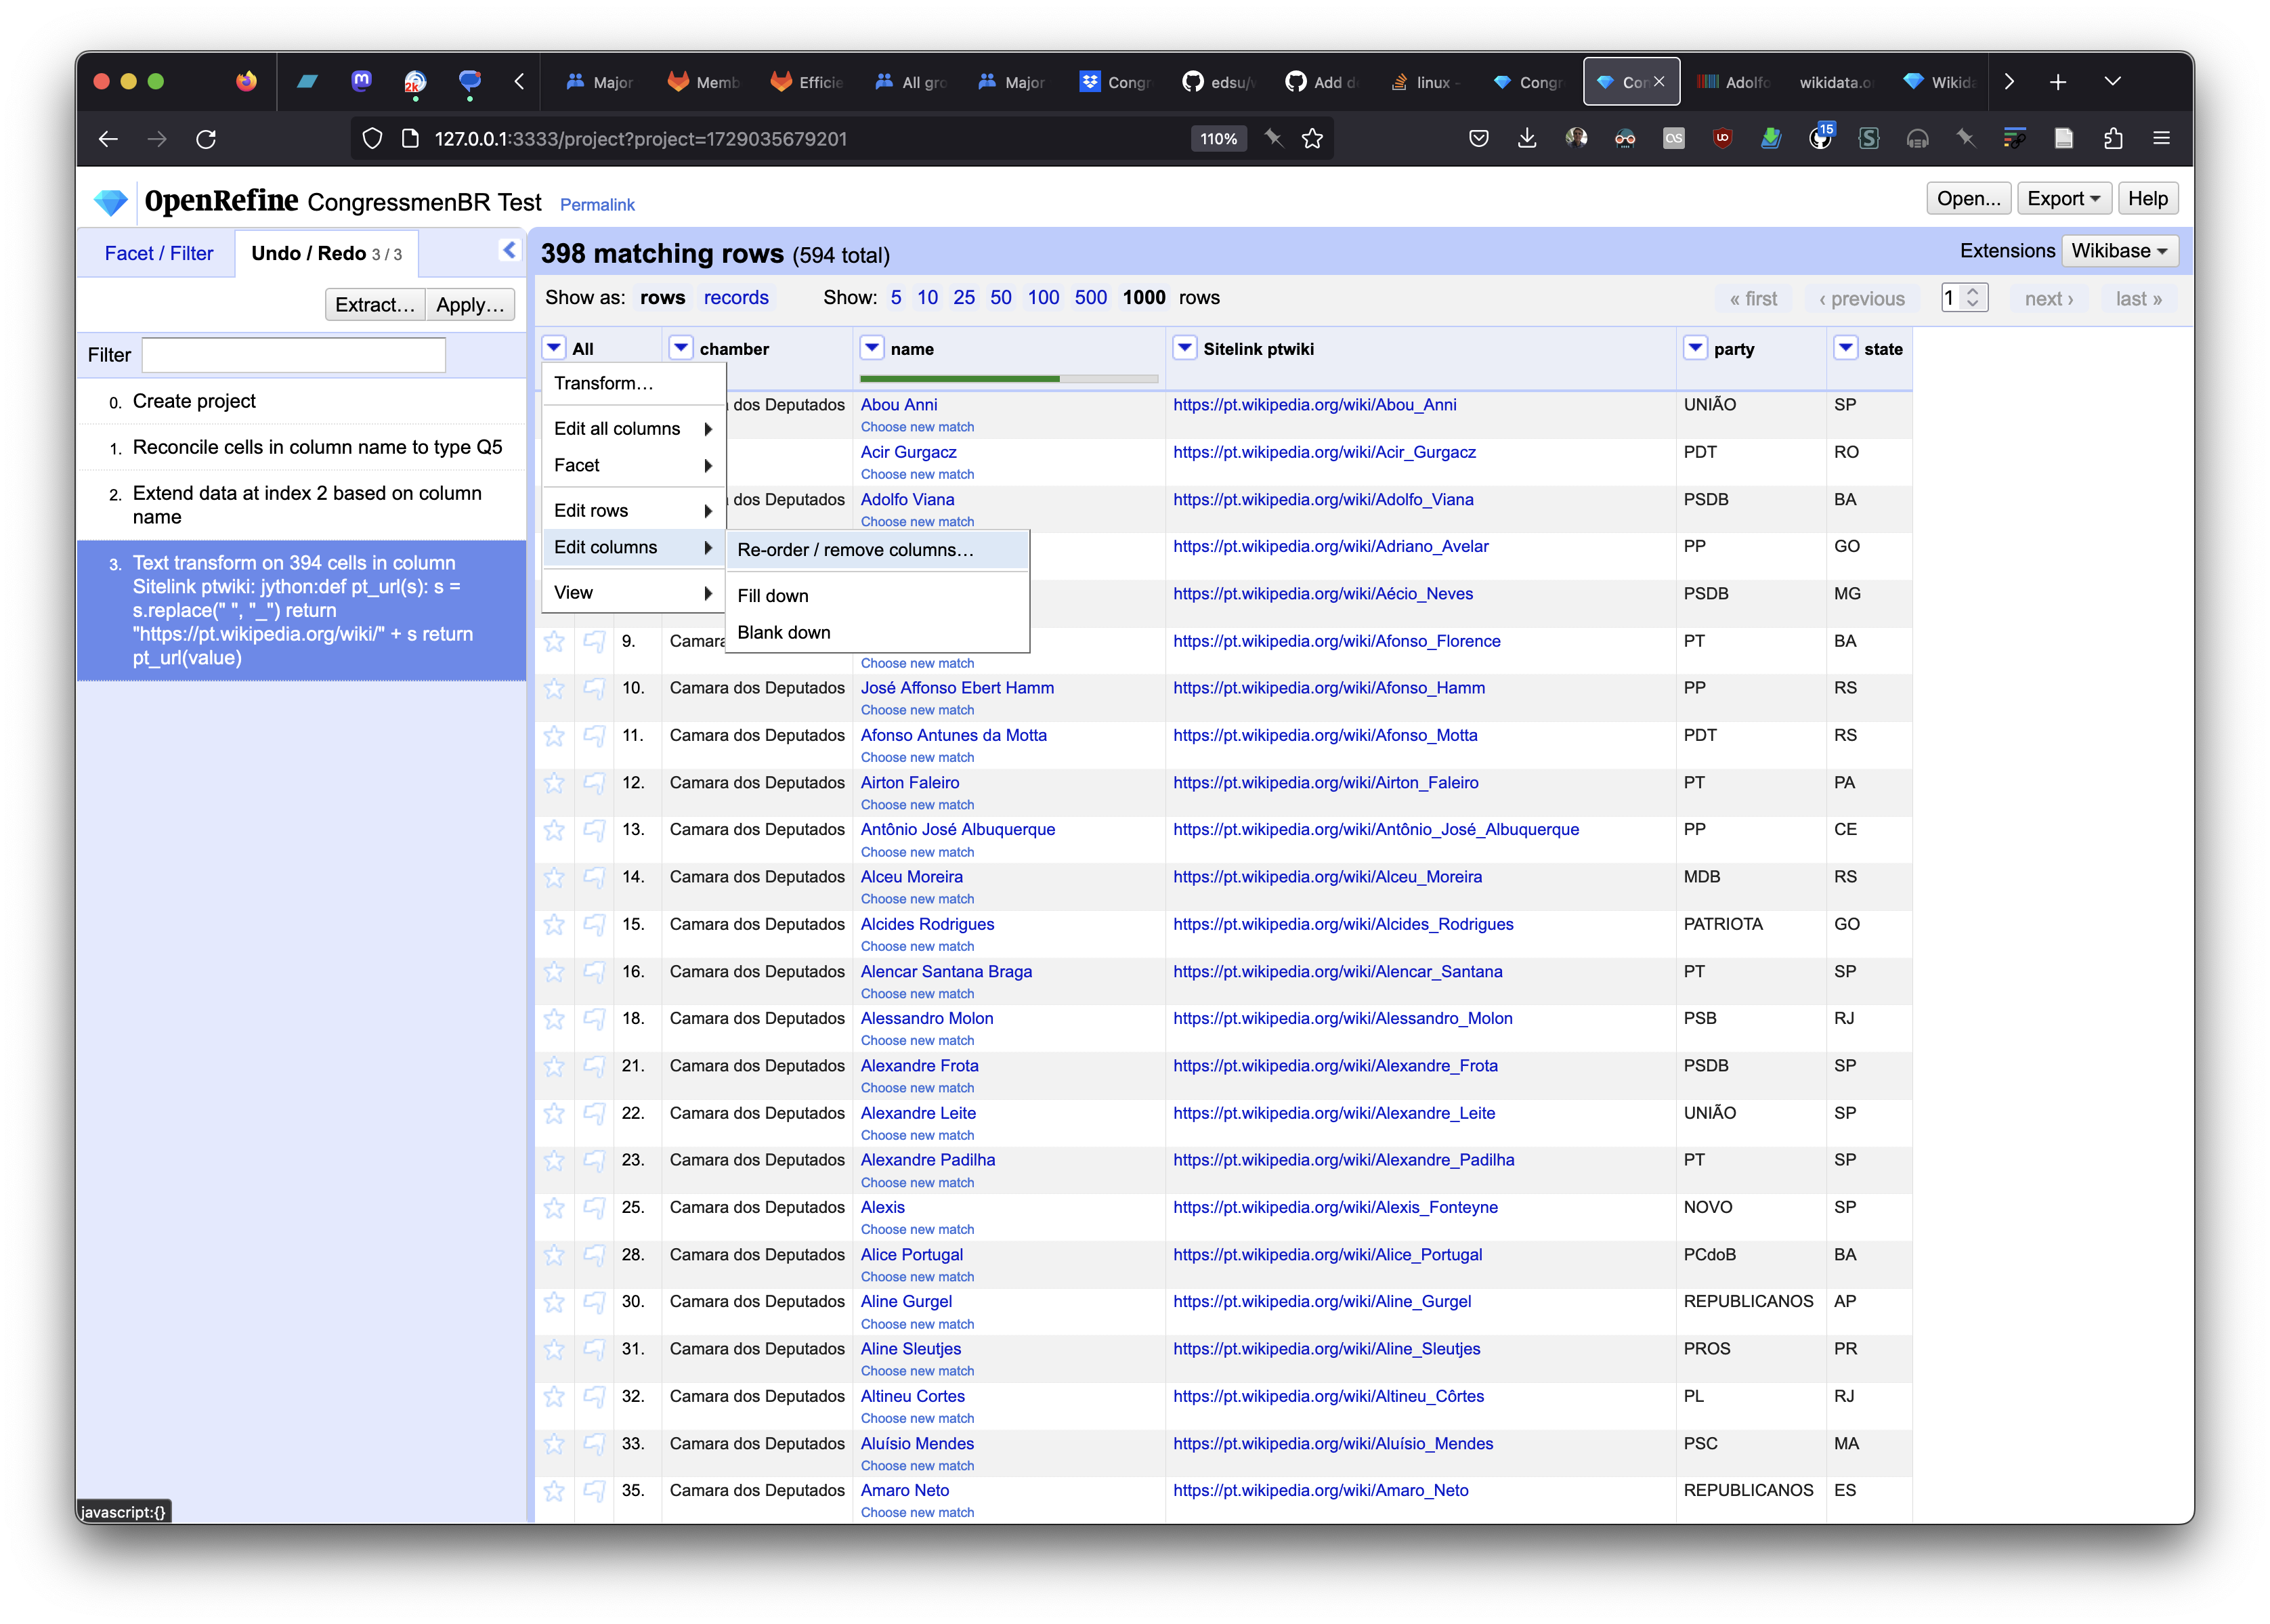 Major
Memb
Efficie
All gro
Major
Cong
edsu/w
Add d
linux -
Cong
Con
Adolfo
wikidata.o
Wikida
2k
127.0.0.1:3333/project?project=1729035679201
110%
15
OpenRefine CongressmenBR Test Permalink
Open... Export Help
Facet / Filter Undo / Redo 3 / 3
398 matching rows (594 total)
Extensions Wikibase
Extract... Apply...
Show as: rows records Show: 5 10 25 50 100 500 1000 rows
« first ‹ previous 1 next › last »
Filter
All chamber name Sitelink ptwiki party state
0. Create project
1. Reconcile cells in column name to type Q5
2. Extend data at index 2 based on column
name
3. Text transform on 394 cells in column
Sitelink ptwiki: jython:def pt_url(s): s =
s.replace(" ", "_") return
"https://pt.wikipedia.org/wiki/" + s return
pt_url(value)
Transform...
Edit all columns
Facet
Edit rows
Edit columns
View
Re-order / remove columns...
Fill down
Blank down
dos Deputados Abou Anni https://pt.wikipedia.org/wiki/Abou_Anni UNIÃO SP
Choose new match
Acir Gurgacz https://pt.wikipedia.org/wiki/Acir_Gurgacz PDT RO
Choose new match
dos Deputados Adolfo Viana https://pt.wikipedia.org/wiki/Adolfo_Viana PSDB BA
Choose new match
https://pt.wikipedia.org/wiki/Adriano_Avelar PP GO
https://pt.wikipedia.org/wiki/Aécio_Neves PSDB MG
9. Camara https://pt.wikipedia.org/wiki/Afonso_Florence PT BA
Choose new match
10. Camara dos Deputados José Affonso Ebert Hamm https://pt.wikipedia.org/wiki/Afonso_Hamm PP RS
Choose new match
11. Camara dos Deputados Afonso Antunes da Motta https://pt.wikipedia.org/wiki/Afonso_Motta PDT RS
Choose new match
12. Camara dos Deputados Airton Faleiro https://pt.wikipedia.org/wiki/Airton_Faleiro PT PA
Choose new match
13. Camara dos Deputados Antônio José Albuquerque https://pt.wikipedia.org/wiki/Antônio_José_Albuquerque PP CE
Choose new match
14. Camara dos Deputados Alceu Moreira https://pt.wikipedia.org/wiki/Alceu_Moreira MDB RS
Choose new match
15. Camara dos Deputados Alcides Rodrigues https://pt.wikipedia.org/wiki/Alcides_Rodrigues PATRIOTA GO
Choose new match
16. Camara dos Deputados Alencar Santana Braga https://pt.wikipedia.org/wiki/Alencar_Santana PT SP
Choose new match
18. Camara dos Deputados Alessandro Molon https://pt.wikipedia.org/wiki/Alessandro_Molon PSB RJ
Choose new match
21. Camara dos Deputados Alexandre Frota https://pt.wikipedia.org/wiki/Alexandre_Frota PSDB SP
Choose new match
22. Camara dos Deputados Alexandre Leite https://pt.wikipedia.org/wiki/Alexandre_Leite UNIÃO SP
Choose new match
23. Camara dos Deputados Alexandre Padilha https://pt.wikipedia.org/wiki/Alexandre_Padilha PT SP
Choose new match
25. Camara dos Deputados Alexis https://pt.wikipedia.org/wiki/Alexis_Fonteyne NOVO SP
Choose new match
28. Camara dos Deputados Alice Portugal https://pt.wikipedia.org/wiki/Alice_Portugal PCdoB BA
Choose new match
30. Camara dos Deputados Aline Gurgel https://pt.wikipedia.org/wiki/Aline_Gurgel REPUBLICANOS AP
Choose new match
31. Camara dos Deputados Aline Sleutjes https://pt.wikipedia.org/wiki/Aline_Sleutjes PROS PR
Choose new match
32. Camara dos Deputados Altineu Cortes https://pt.wikipedia.org/wiki/Altineu_Côrtes PL RJ
Choose new match
33. Camara dos Deputados Aluísio Mendes https://pt.wikipedia.org/wiki/Aluísio_Mendes PSC MA
Choose new match
35. Camara dos Deputados Amaro Neto https://pt.wikipedia.org/wiki/Amaro_Neto REPUBLICANOS ES
Choose new match
javascript:{}